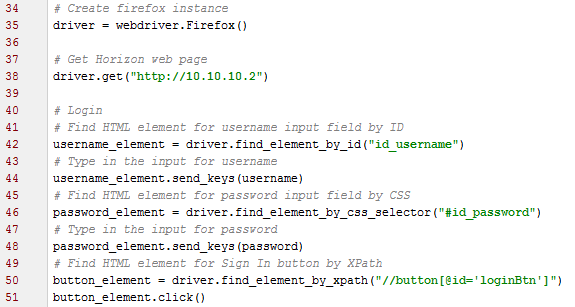 34 # Create firefox instance
35 driver = webdriver.Firefox()
36
37 # Get Horizon web page
38 driver.get("http://10.10.10.2")
39
40 # Login
41 # Find HTML element for username input field by ID
42 username_element = driver.find_element_by_id("id_username")
43 # Type in the input for username
44 username_element.send_keys(username)
45 # Find HTML element for password input field by CSS
46 password_element = driver.find_element_by_css_selector("#id_password")
47 # Type in the input for password
48 password_element.send_keys(password)
49 # Find HTML element for Sign In button by XPath
50 button_element = driver.find_element_by_xpath("//button[@id='loginBtn']")
51 button_element.click()